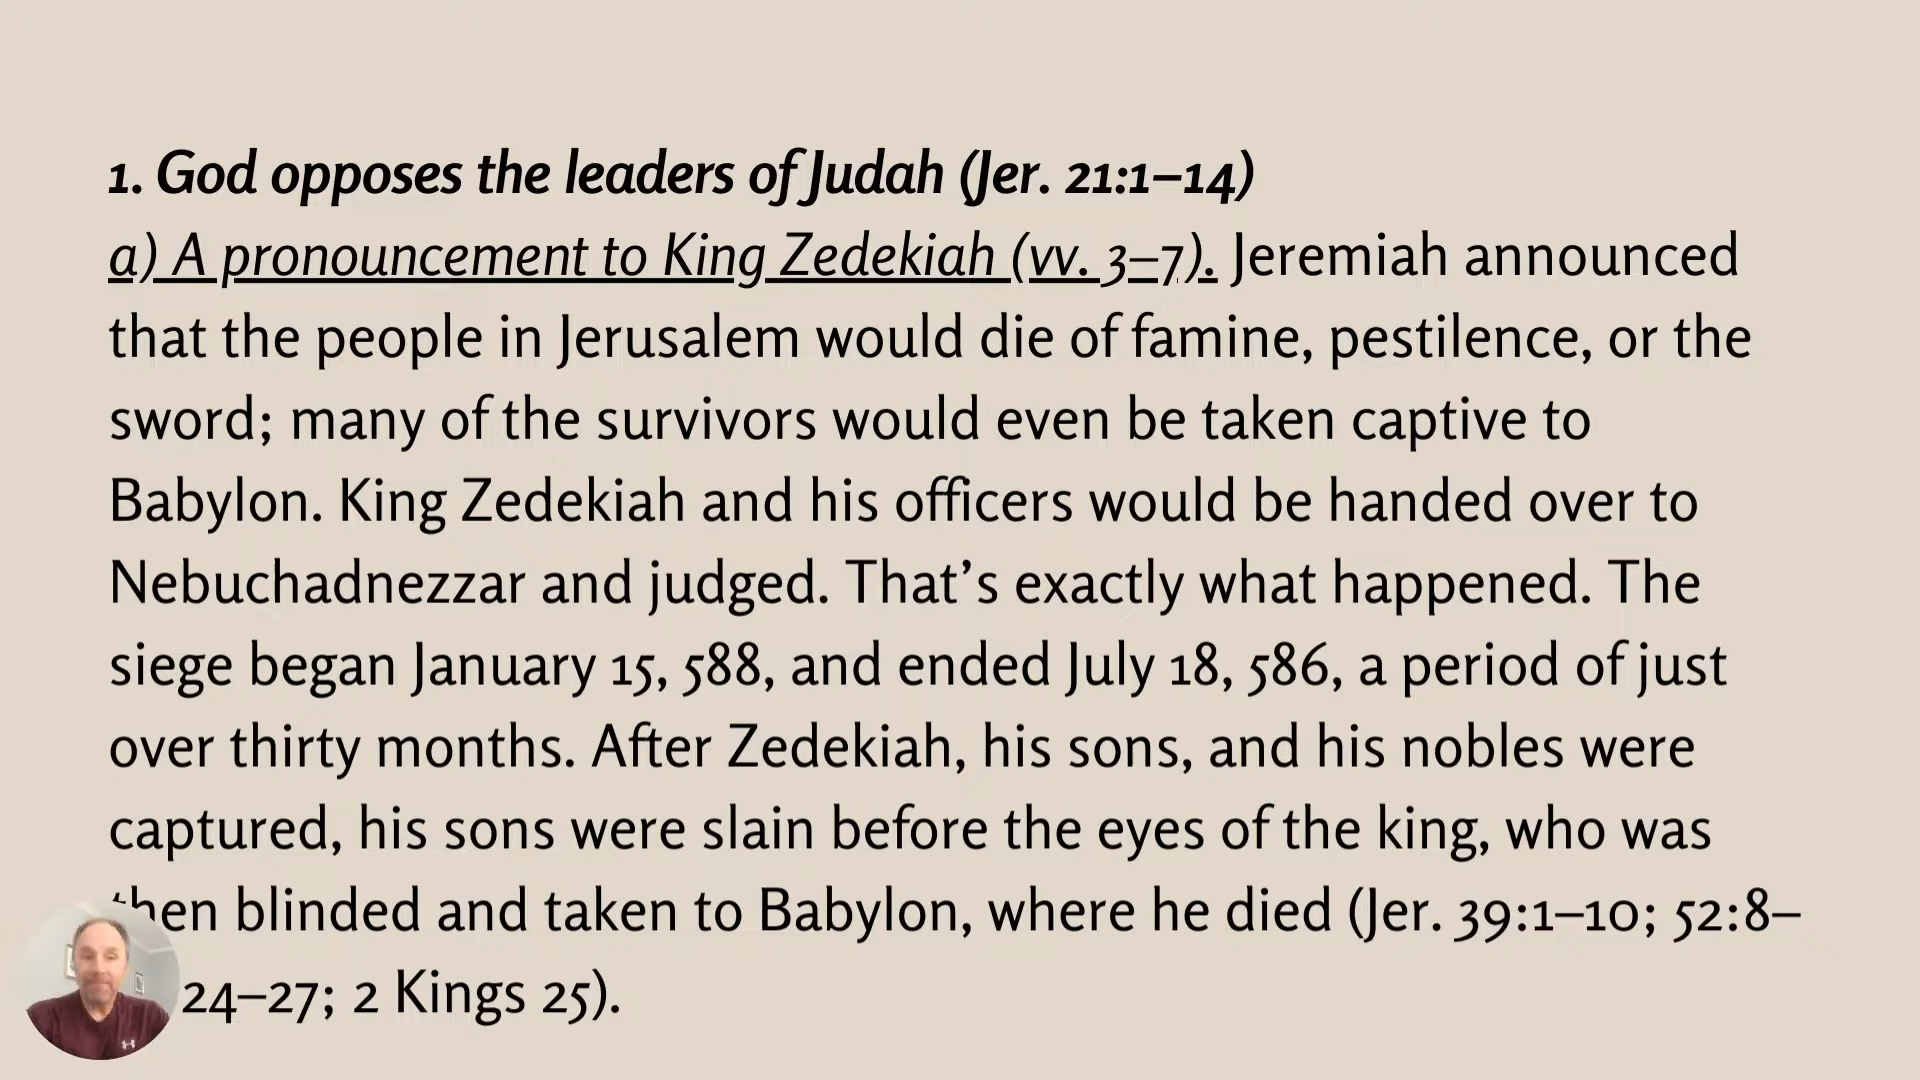 1. God opposes the leaders of Judah (Jer. 21:1–14)
a) A pronouncement to King Zedekiah (vv. 3–7). Jeremiah announced
that the people in Jerusalem would die of famine, pestilence, or the
sword; many of the survivors would even be taken captive to
Babylon. King Zedekiah and his officers would be handed over to
Nebuchadnezzar and judged. That’s exactly what happened. The
siege began January 15, 588, and ended July 18, 586, a period of just
over thirty months. After Zedekiah, his sons, and his nobles were
captured, his sons were slain before the eyes of the king, who was
then blinded and taken to Babylon, where he died (Jer. 39:1–10; 52:8–
24–27; 2 Kings 25).